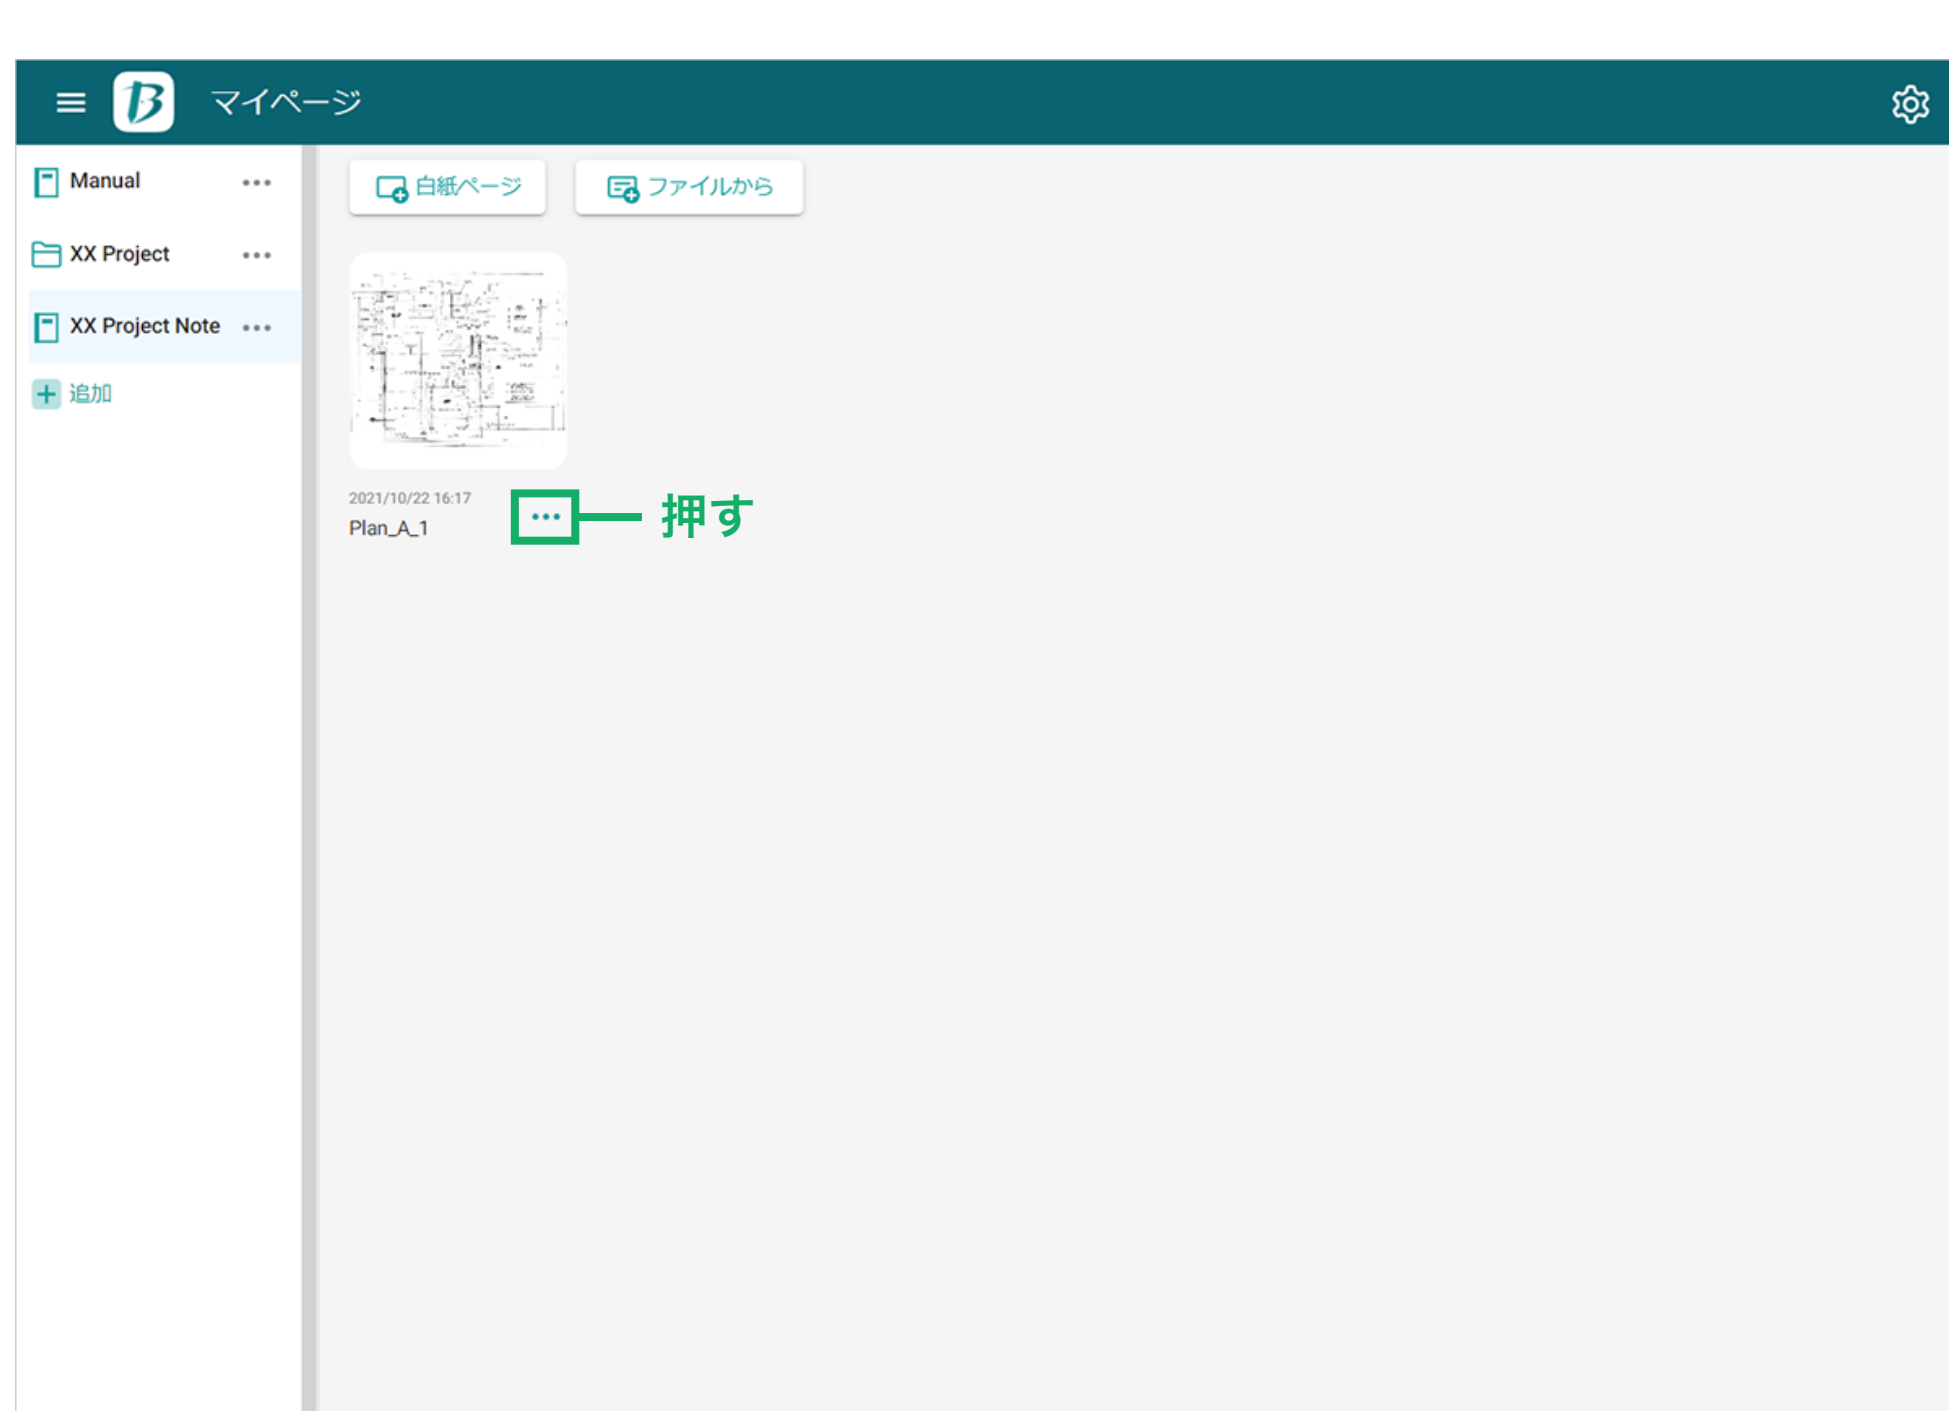 マイページ
Manual
XX Project
XX Project Note
追加
白紙ページ
ファイルから
2021/10/22 16:17
Plan_A_1
押す